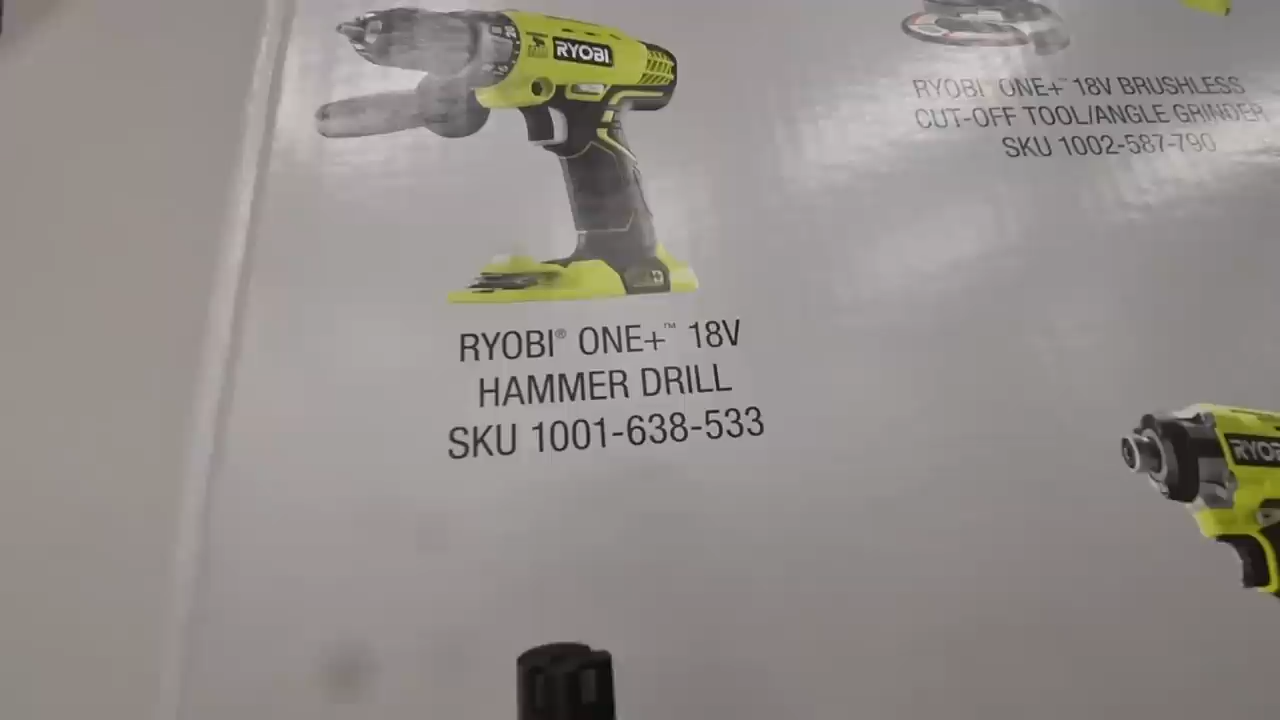 RYOBI
RYOBI® ONE+™ 18V
HAMMER DRILL
SKU 1001-638-533
RYOBI® ONE+™ 18V BRUSHLESS
CUT-OFF TOOL/ANGLE GRINDER
SKU 1002-587-790
RYOBI